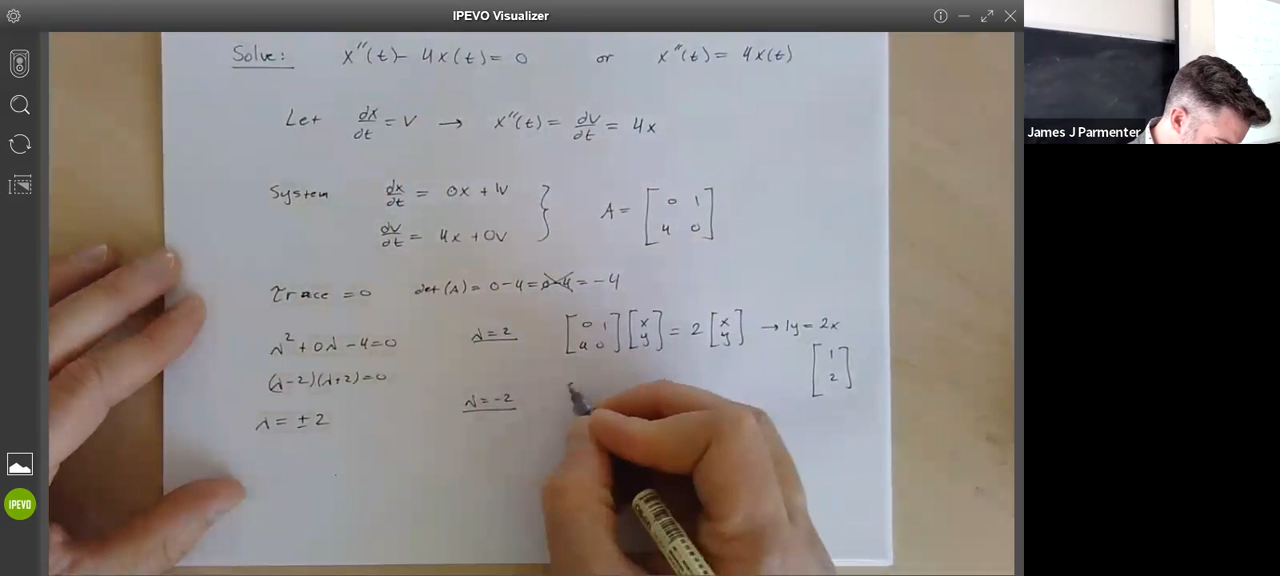 IPEVO Visualizer
James J Parmenter
Solve: x''(t) - 4x(t) = 0 or x''(t) = 4x(t)
Let dx/dt = v → x''(t) = dv/dt = 4x
System dx/dt = 0x + 1v
dv/dt = 4x + 0v } A = [0 1; 4 0]
Trace = 0 det(A) = 0-4 = 0-4 = -4
λ = 2 [0 1; 4 0] [x; y] = 2 [x; y] → 1y = 2x
[1; 2]
λ² + 0λ - 4 = 0
(λ-2)(λ+2) = 0
λ = -2
λ = ± 2
IPEVO